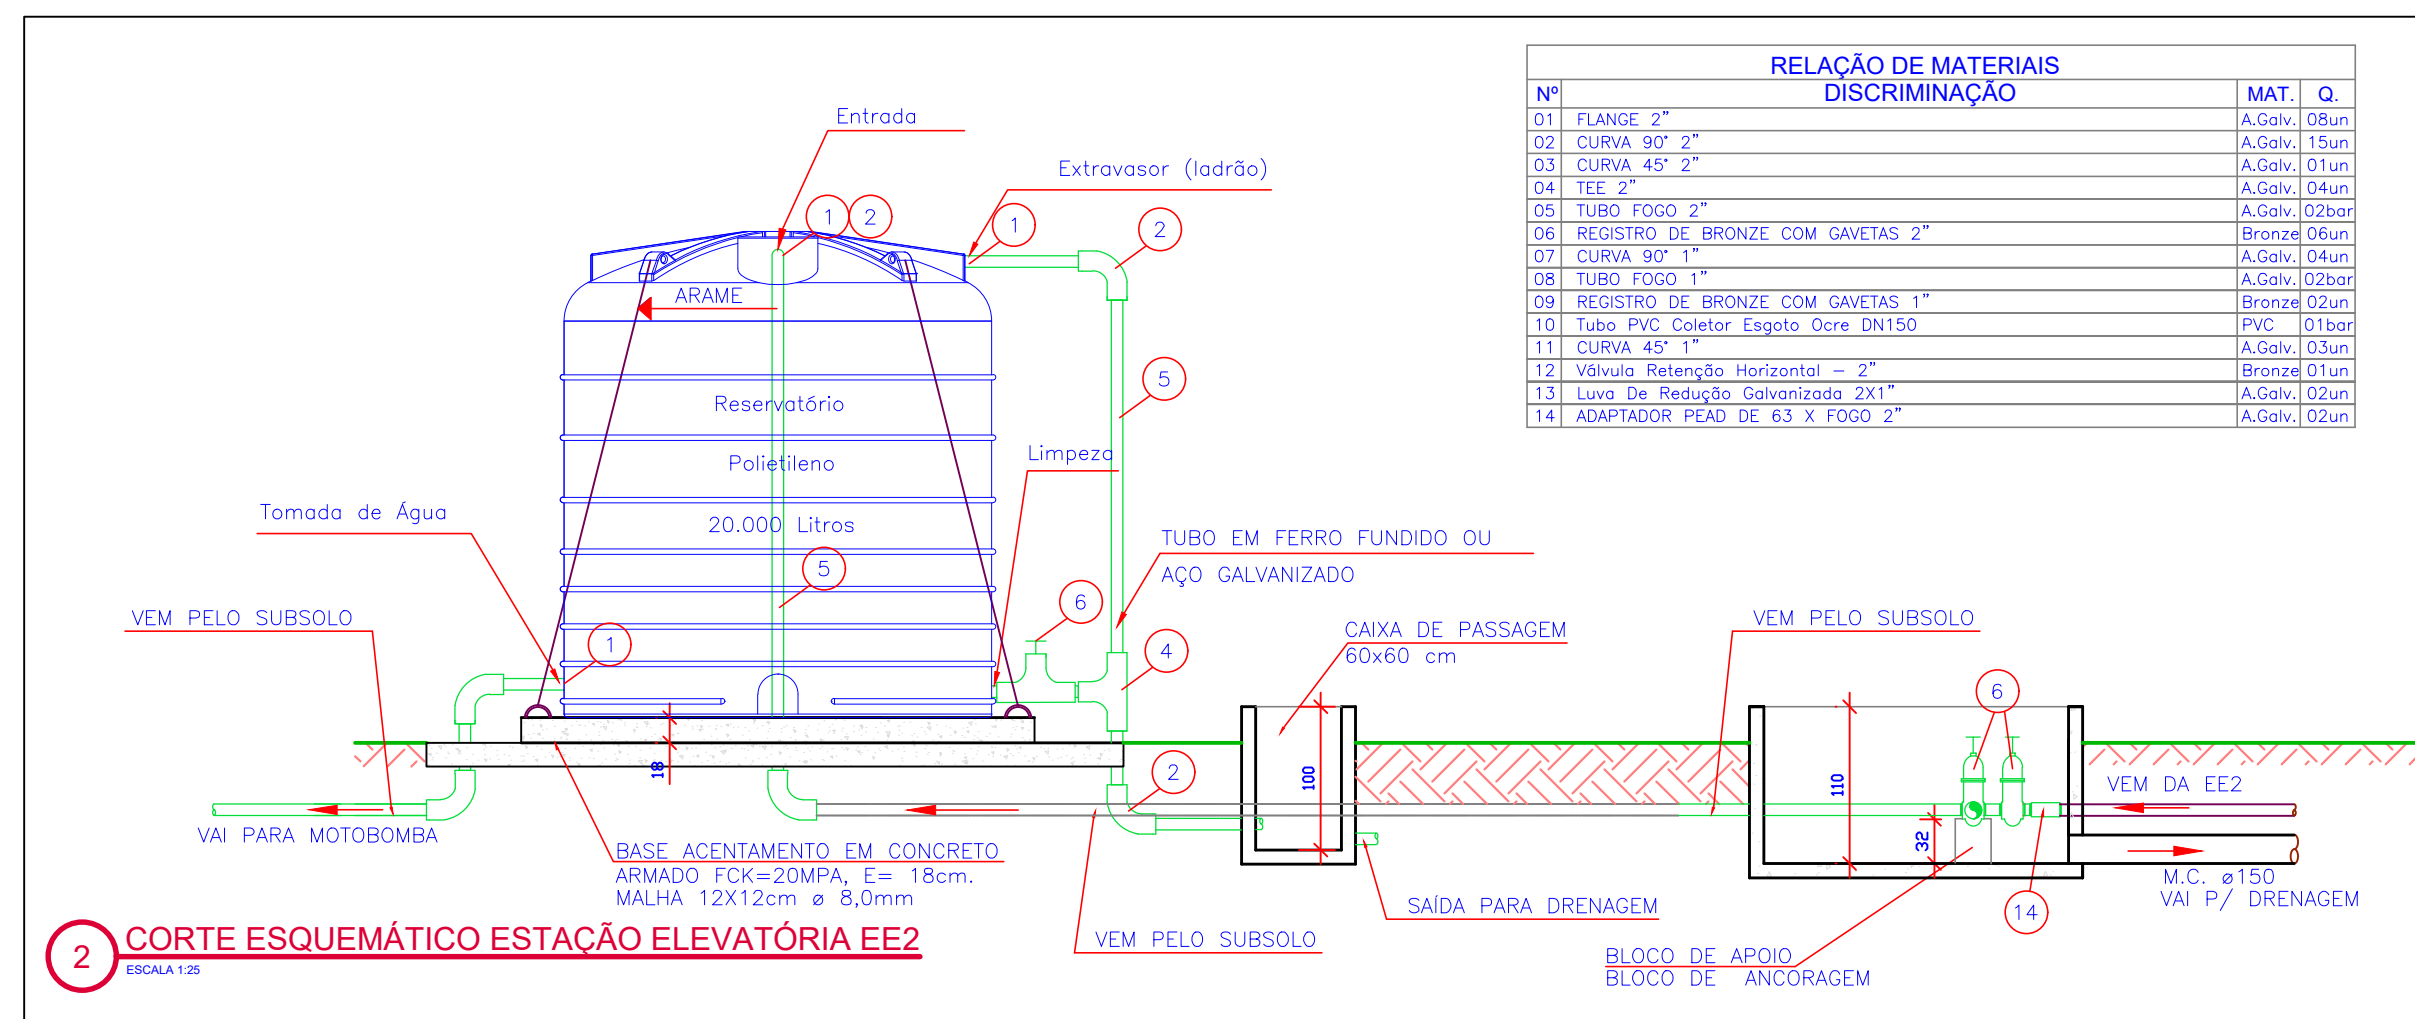 RELAÇÃO DE MATERIAIS
Nº DISCRIMINAÇÃO MAT. Q.
01 FLANGE 2" A.Galv. 08un
02 CURVA 90° 2" A.Galv. 15un
03 CURVA 45° 2" A.Galv. 01un
04 TEE 2" A.Galv. 04un
05 TUBO FOGO 2" A.Galv. 02bar
06 REGISTRO DE BRONZE COM GAVETAS 2" Bronze 06un
07 CURVA 90° 1" A.Galv. 04un
08 TUBO FOGO 1" A.Galv. 02bar
09 REGISTRO DE BRONZE COM GAVETAS 1" Bronze 02un
10 Tubo PVC Coletor Esgoto Ocre DN150 PVC 01bar
11 CURVA 45° 1" A.Galv. 03un
12 Válvula Retenção Horizontal – 2" Bronze 01un
13 Luva De Redução Galvanizada 2X1" A.Galv. 02un
14 ADAPTADOR PEAD DE 63 X FOGO 2" A.Galv. 02un
Entrada
Extravasor (ladrão)
1 2
1
2
ARAME
5
Reservatório
Polietileno
20.000 Litros
Limpeza
Tomada de Água
TUBO EM FERRO FUNDIDO OU
AÇO GALVANIZADO
5
6
VEM PELO SUBSOLO
1
4
CAIXA DE PASSAGEM
60x60 cm
VEM PELO SUBSOLO
6
18
2
100
110
32
VEM DA EE2
VAI PARA MOTOBOMBA
BASE ACENTAMENTO EM CONCRETO
ARMADO FCK=20MPA, E= 18cm.
MALHA 12X12cm ø 8,0mm
SAÍDA PARA DRENAGEM
M.C. ø150
VAI P/ DRENAGEM
14
VEM PELO SUBSOLO
BLOCO DE APOIO
BLOCO DE ANCORAGEM
2 CORTE ESQUEMÁTICO ESTAÇÃO ELEVATÓRIA EE2
ESCALA 1:25